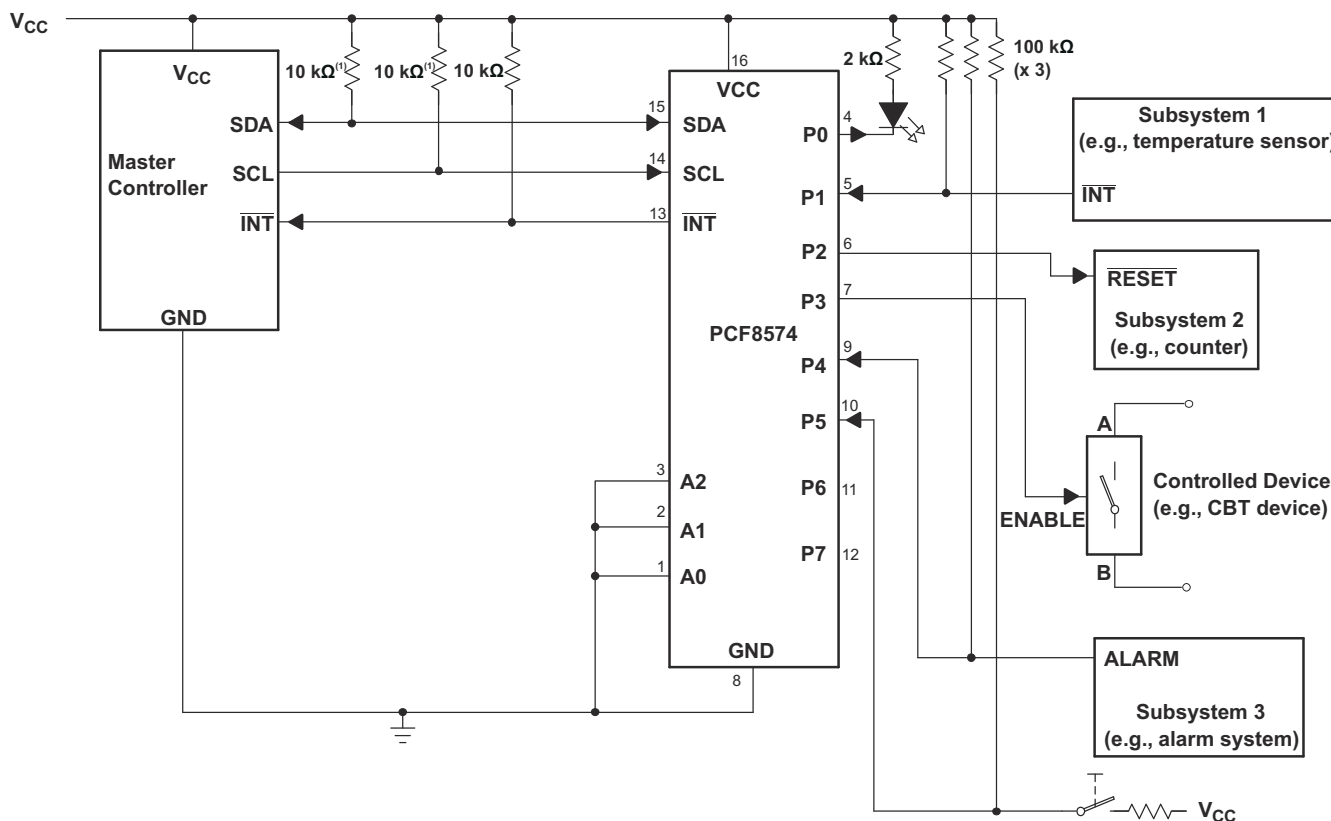 V_CC
V_CC
10 kΩ(1)
10 kΩ(1)
10 kΩ
SDA
SCL
INT
Master
Controller
GND
16
VCC
15
SDA
14
SCL
13
INT
PCF8574
3
A2
2
A1
1
A0
GND
8
P0
4
P1
5
P2
6
P3
7
P4
9
P5
10
P6
11
P7
12
2 kΩ
100 kΩ
(x 3)
Subsystem 1
(e.g., temperature sensor)
INT
RESET
Subsystem 2
(e.g., counter)
A
ENABLE
B
Controlled Device
(e.g., CBT device)
ALARM
Subsystem 3
(e.g., alarm system)
V_CC